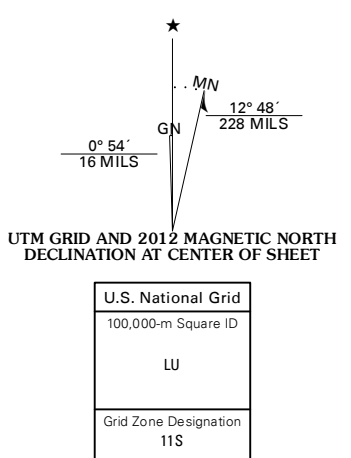 ★
MN
12° 48´
228 MILS
GN
0° 54´
16 MILS
UTM GRID AND 2012 MAGNETIC NORTH
DECLINATION AT CENTER OF SHEET
U.S. National Grid
100,000-m Square ID
LU
Grid Zone Designation
11S